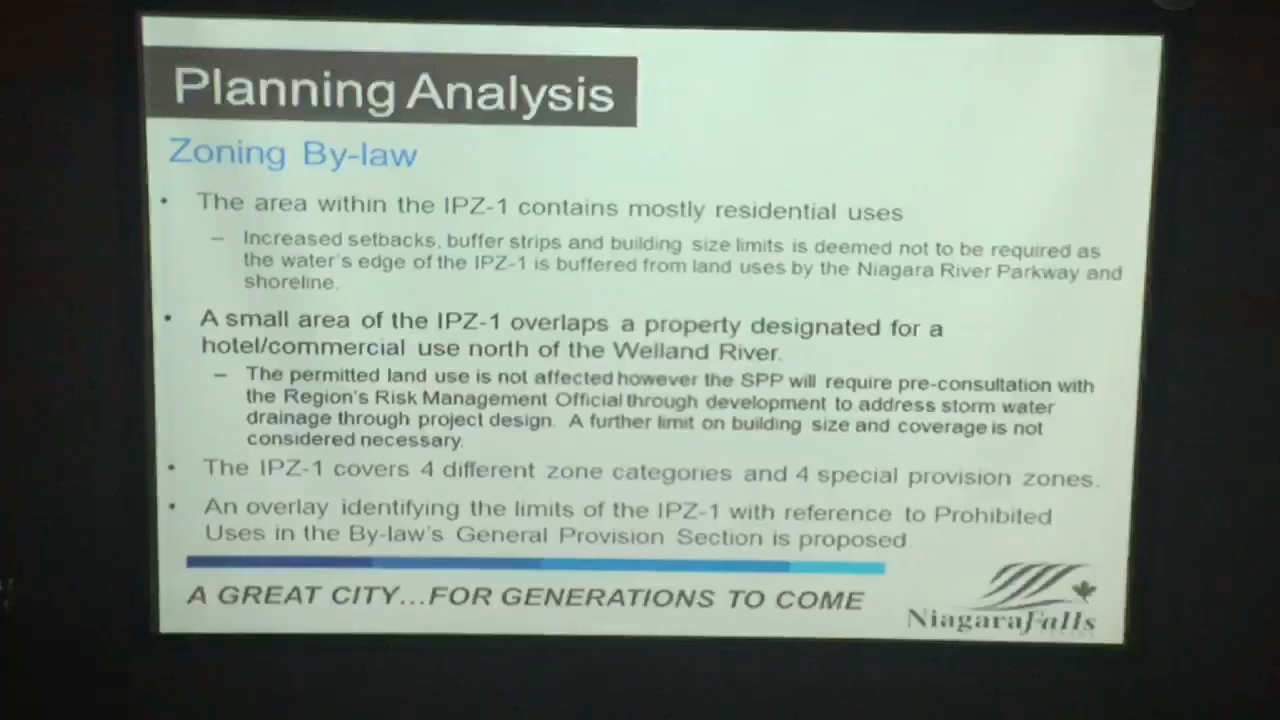 Planning Analysis
Zoning By-law
• The area within the IPZ-1 contains mostly residential uses
– Increased setbacks, buffer strips and building size limits is deemed not to be required as
the water's edge of the IPZ-1 is buffered from land uses by the Niagara River Parkway and
shoreline.
• A small area of the IPZ-1 overlaps a property designated for a
hotel/commercial use north of the Welland River.
– The permitted land use is not affected however the SPP will require pre-consultation with
the Region's Risk Management Official through development to address storm water
drainage through project design. A further limit on building size and coverage is not
considered necessary.
• The IPZ-1 covers 4 different zone categories and 4 special provision zones.
• An overlay identifying the limits of the IPZ-1 with reference to Prohibited
Uses in the By-law's General Provision Section is proposed.
A GREAT CITY...FOR GENERATIONS TO COME
NiagaraFalls